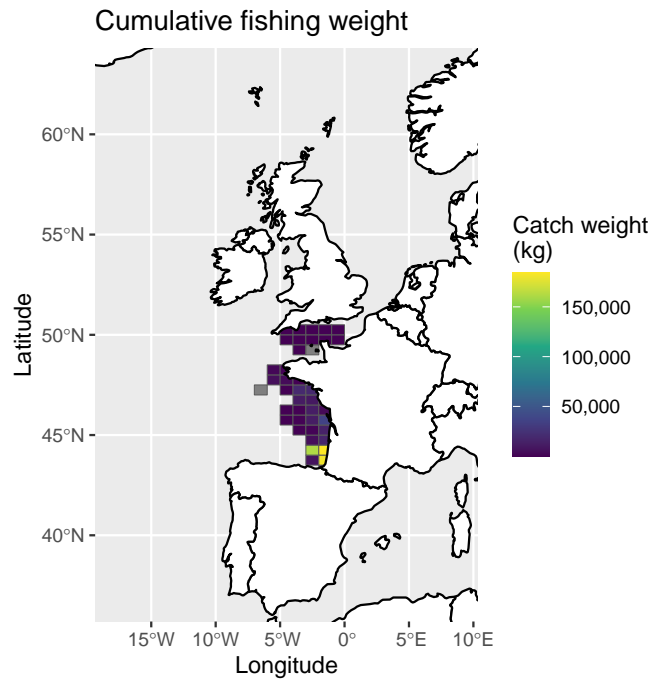 Cumulative fishing weight
60°N
55°N
50°N
45°N
40°N
15°W 10°W 5°W 0° 5°E 10°E
Longitude
Latitude
Catch weight
(kg)
150,000
100,000
50,000